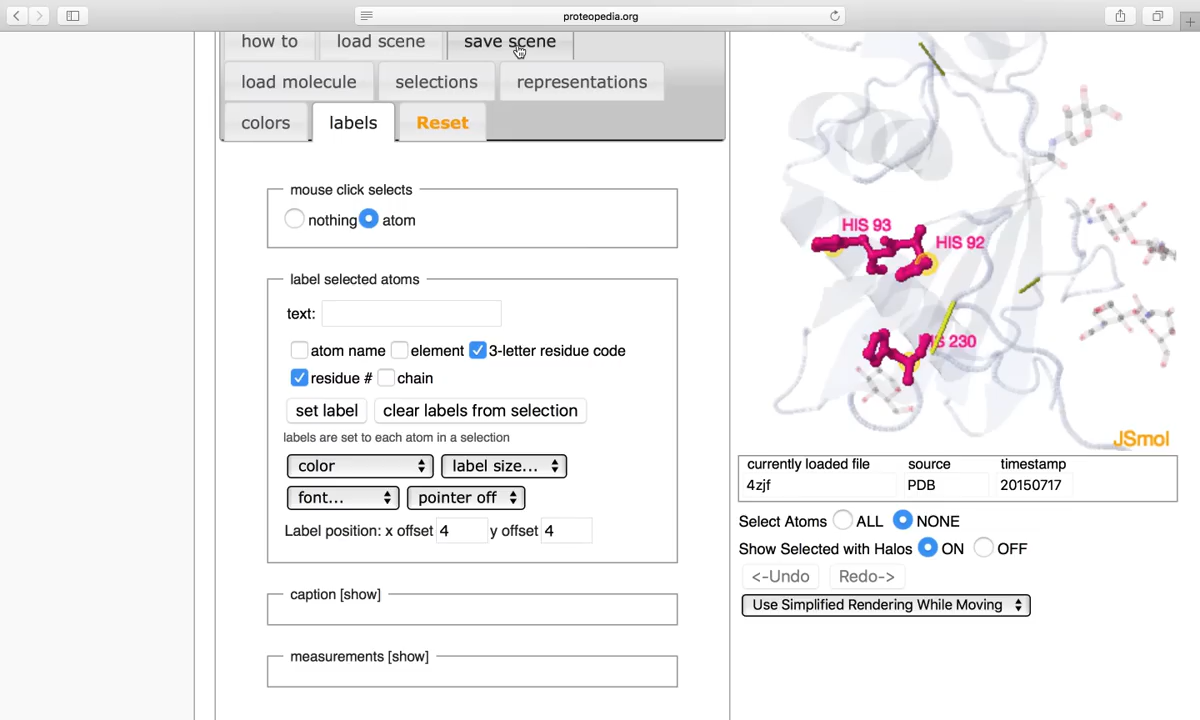 proteopedia.org
how to load scene save scene
load molecule selections representations
colors labels Reset
mouse click selects
nothing atom
label selected atoms
text:
atom name element 3-letter residue code
residue # chain
set label clear labels from selection
labels are set to each atom in a selection
color label size...
font... pointer off
Label position: x offset 4 y offset 4
caption [show]
measurements [show]
HIS 93
HIS 92
230
JSmol
currently loaded file source timestamp
4zjf PDB 20150717
Select Atoms ALL NONE
Show Selected with Halos ON OFF
<-Undo Redo->
Use Simplified Rendering While Moving